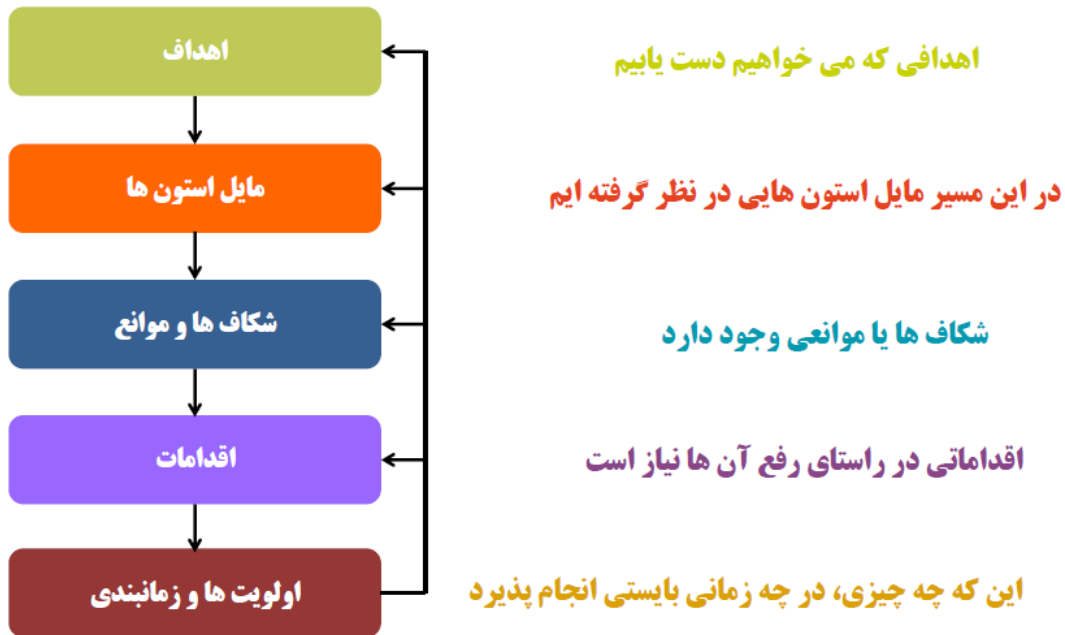 اهداف
اهدافی که می خواهیم دست یابیم
مایل استون ها
در این مسیر مایل استون هایی در نظر گرفته ایم
شکاف ها و موانع
شکاف ها یا موانعی وجود دارد
اقدامات
اقداماتی در راستای رفع آن ها نیاز است
اولویت ها و زمانبندی
این که چه چیزی، در چه زمانی بایستی انجام پذیرد